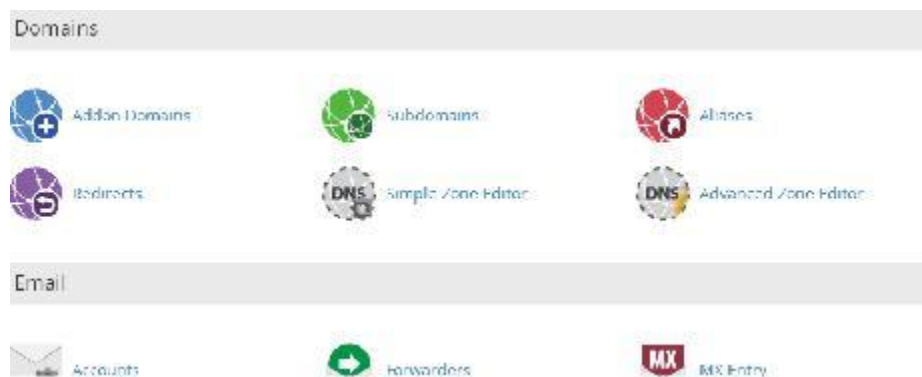 Domains
Addon Domains Subdomains Aliases
Redirects DNS Simple Zone Editor DNS Advanced Zone Editor
Email
Accounts Forwarders MX MX Entry